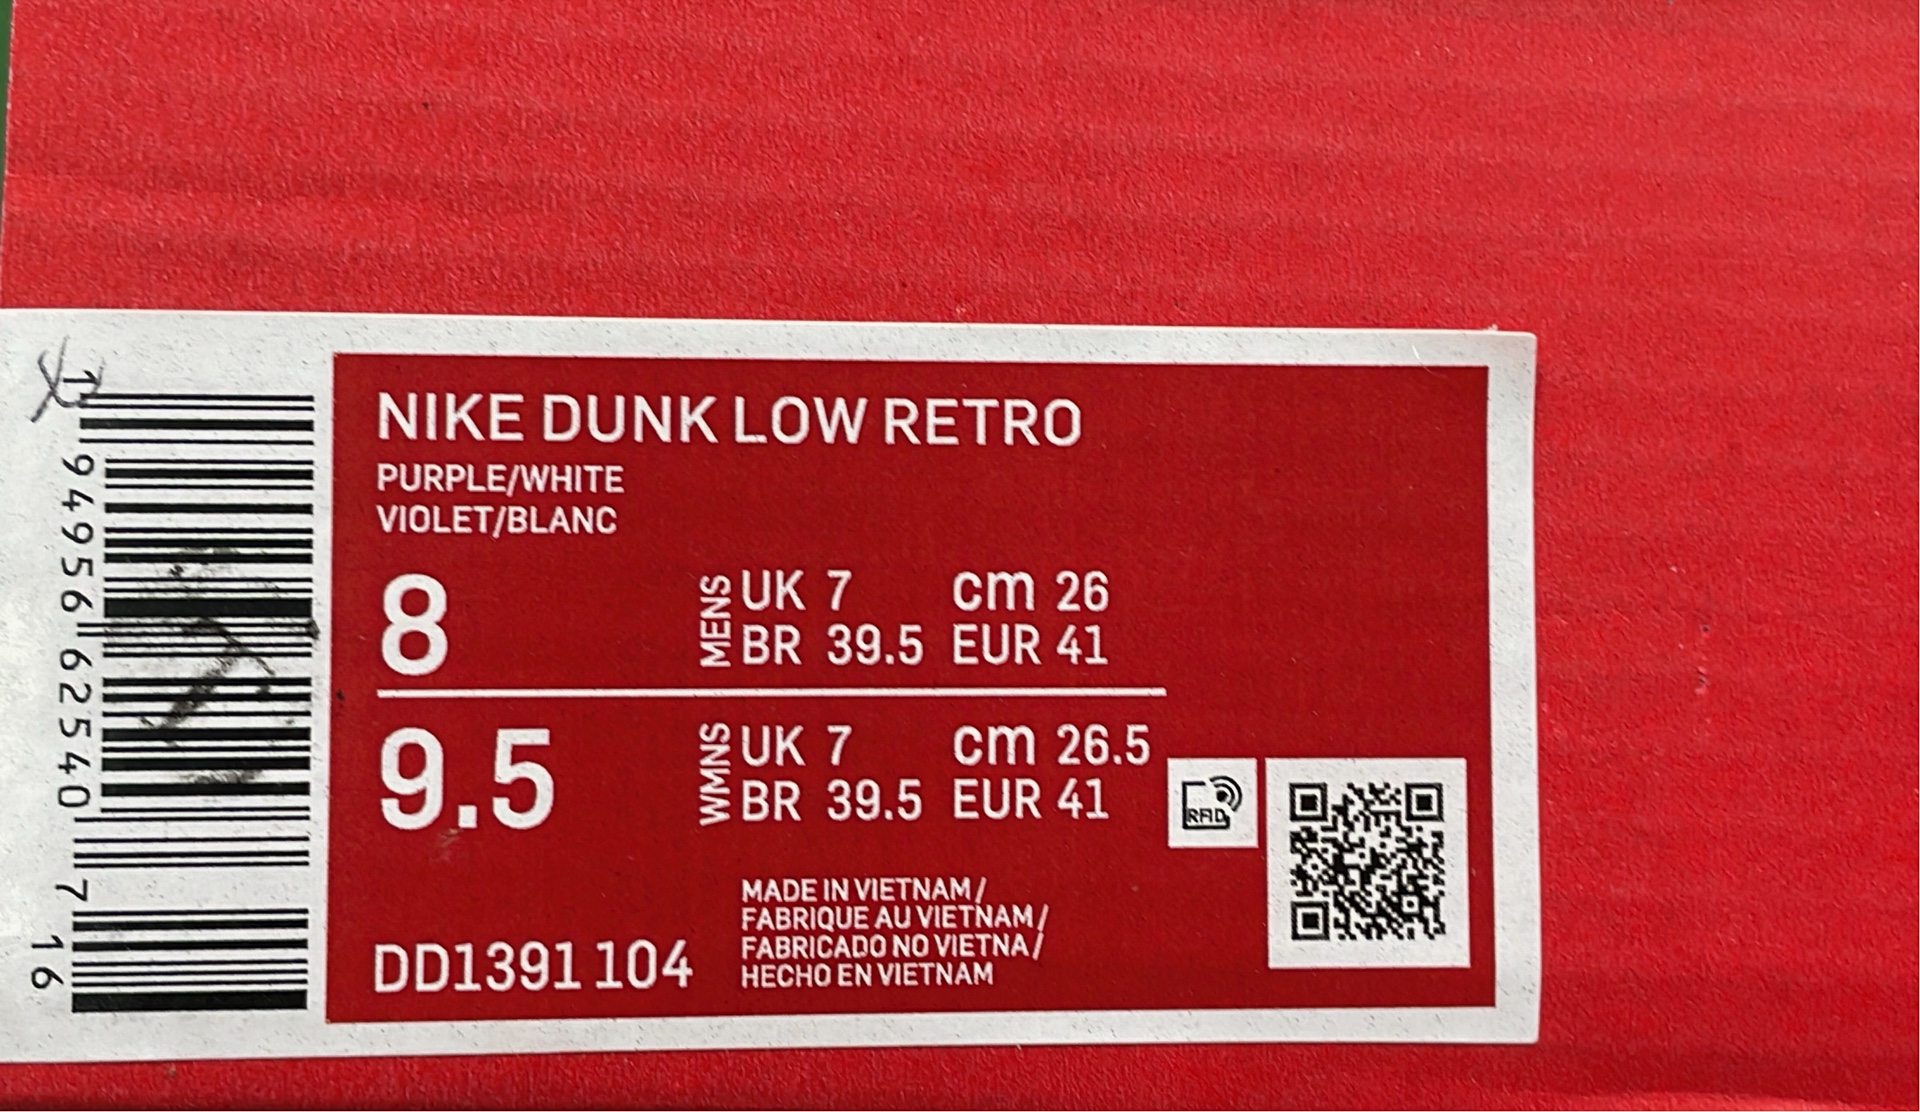 NIKE DUNK LOW RETRO
PURPLE/WHITE
VIOLET/BLANC
8
MENS
UK 7 cm 26
BR 39.5 EUR 41
9.5
WMNS
UK 7 cm 26.5
BR 39.5 EUR 41
RFID
MADE IN VIETNAM/
FABRIQUE AU VIETNAM/
FABRICADO NO VIETNA/
HECHO EN VIETNAM
DD1391 104
1 94956 62540 7 16